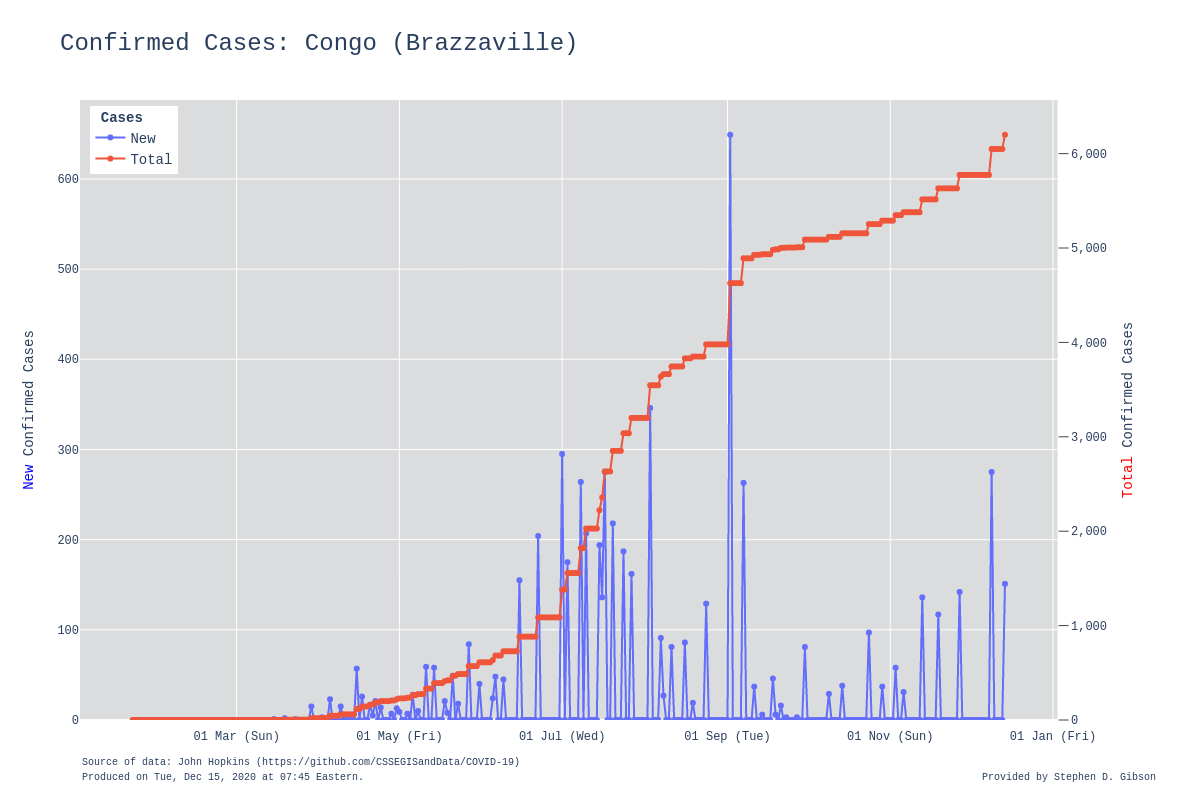 Confirmed Cases: Congo (Brazzaville)
Cases
New
Total
600
500
400
300
200
100
0
6,000
5,000
4,000
3,000
2,000
1,000
0
New Confirmed Cases
Total Confirmed Cases
01 Mar (Sun)
01 May (Fri)
01 Jul (Wed)
01 Sep (Tue)
01 Nov (Sun)
01 Jan (Fri)
Source of data: John Hopkins (https://github.com/CSSEGISandData/COVID-19)
Produced on Tue, Dec 15, 2020 at 07:45 Eastern.
Provided by Stephen D. Gibson